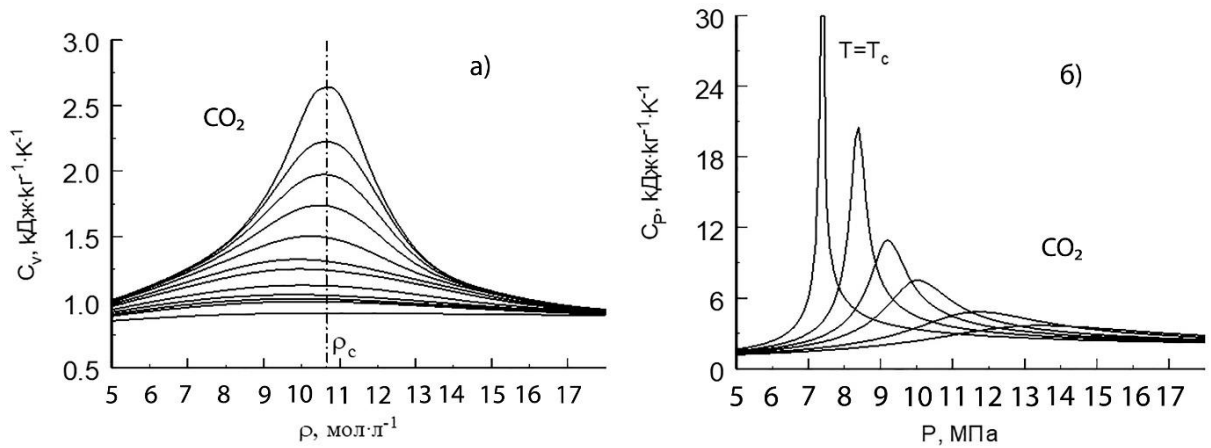 3.0
2.5
2.0
1.5
1.0
0.5
Cᵥ, кДж·кг⁻¹·K⁻¹
CO₂
а)
ρc
5 6 7 8 9 10 11 12 13 14 15 16 17
ρ, мол·л⁻¹
30
24
18
12
6
0
C_P, кДж·кг⁻¹·K⁻¹
T=T_c
б)
CO₂
5 6 7 8 9 10 11 12 13 14 15 16 17
P, МПа